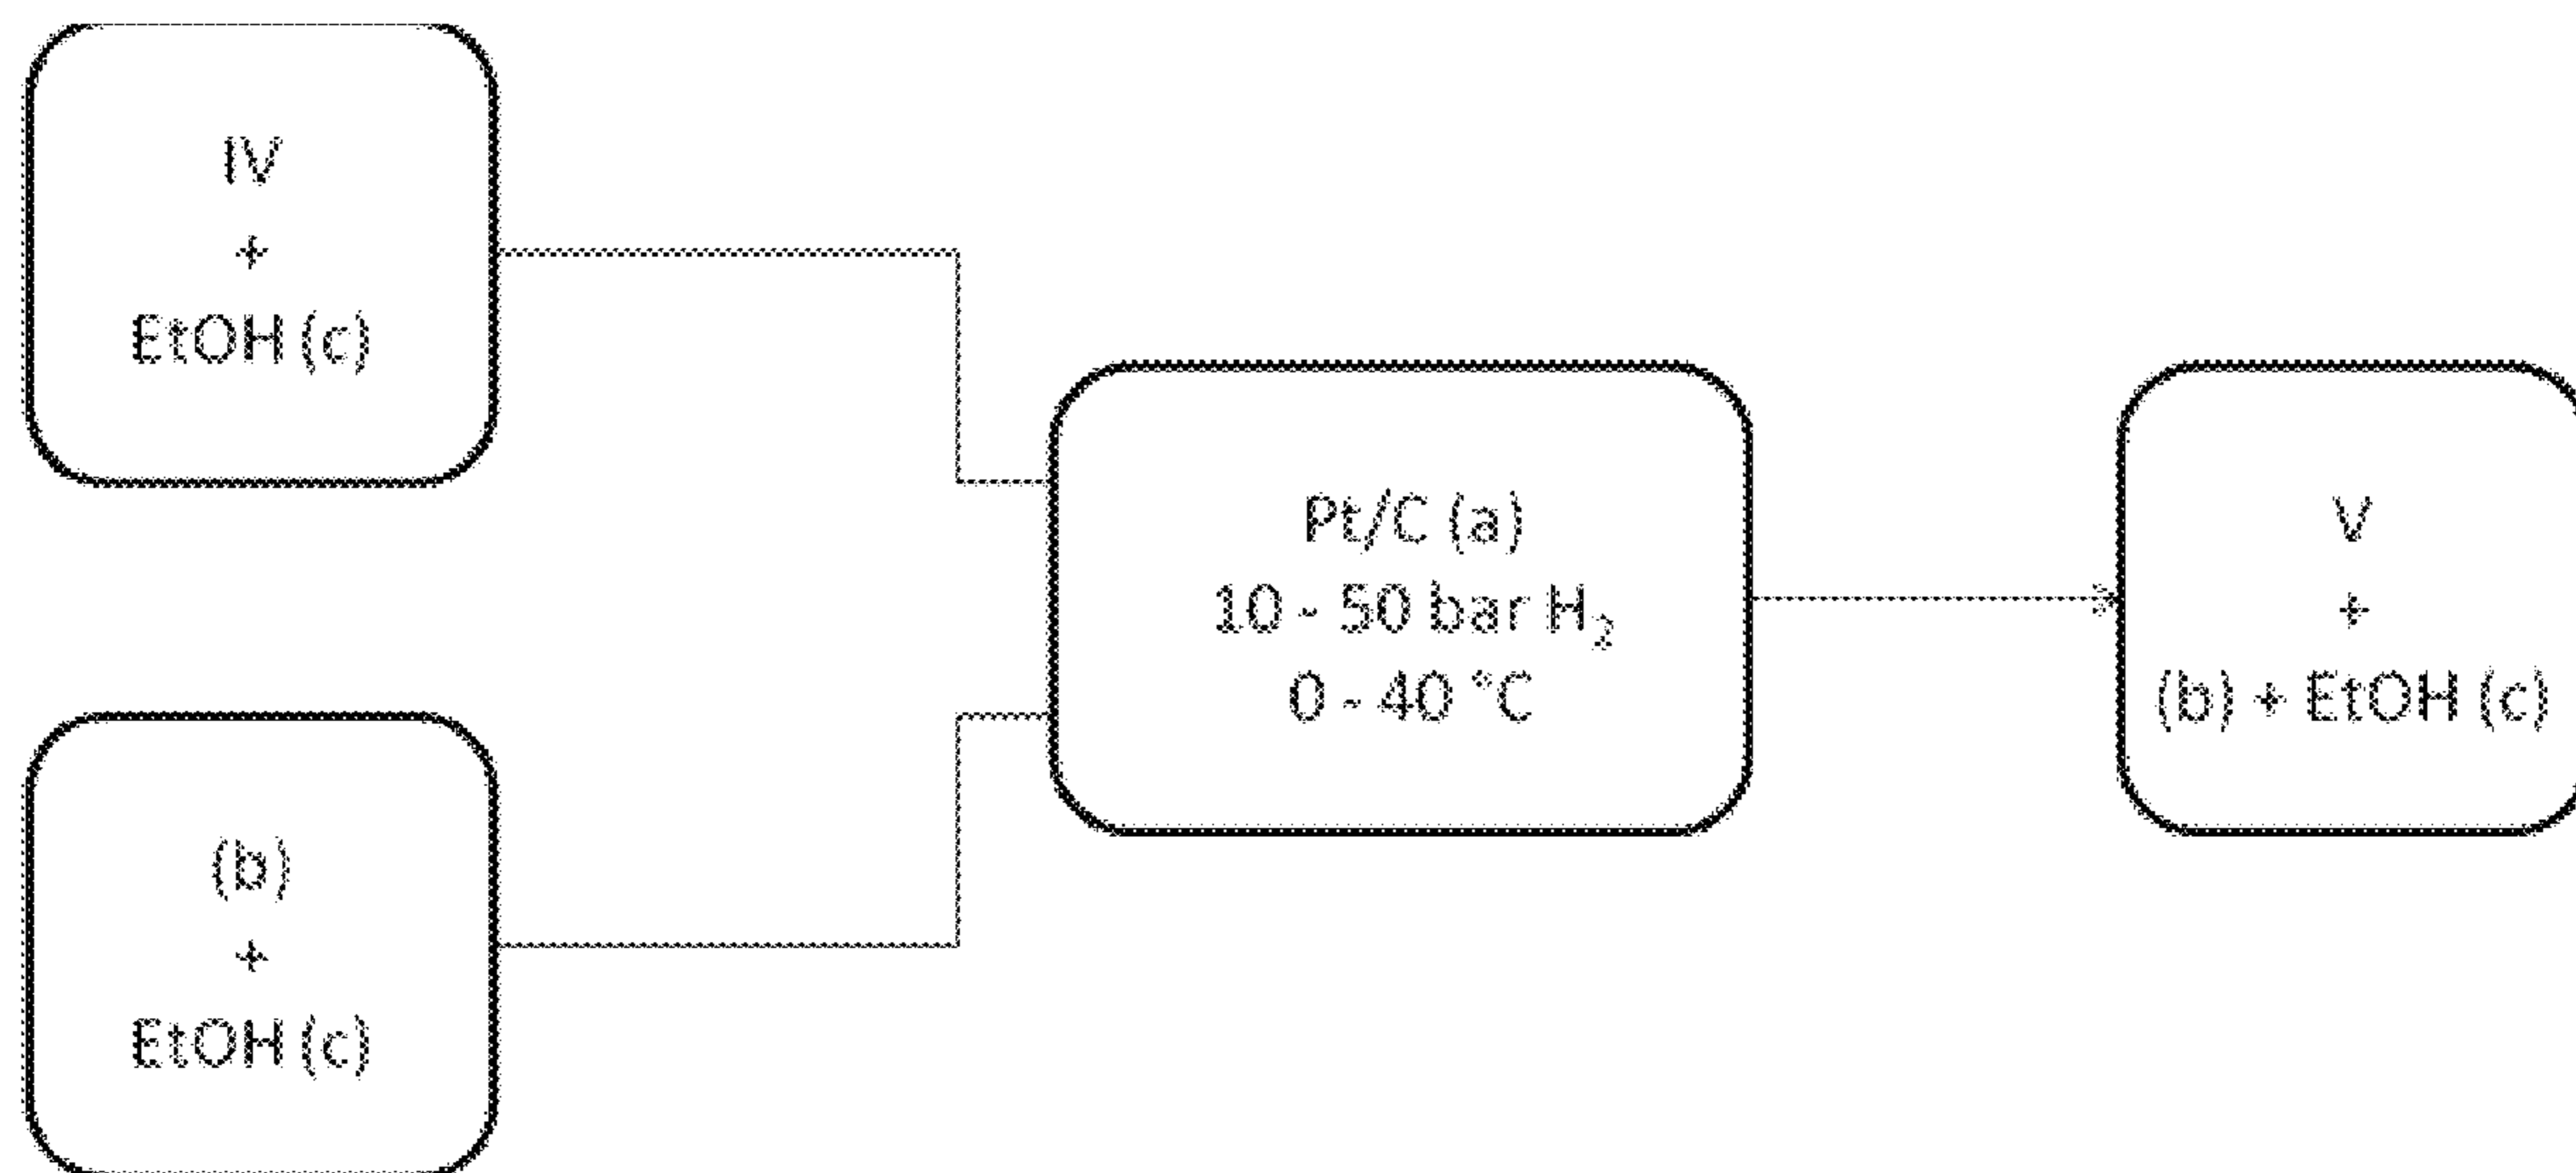 IV
+
EtOH (c)
(b)
+
EtOH (c)
Pt/C (a)
10 - 50 bar H₂
0 - 40 °C
V
+
(b) + EtOH (c)